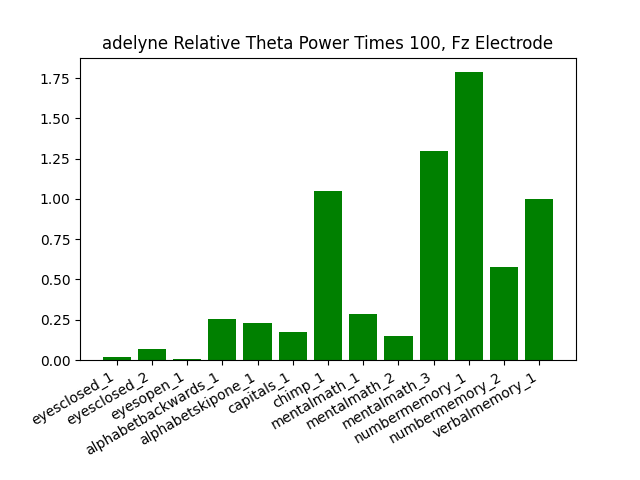 adelyne Relative Theta Power Times 100, Fz Electrode
1.75
1.50
1.25
1.00
0.75
0.50
0.25
0.00
eyesclosed_1
eyesclosed_2
eyesopen_1
alphabetbackwards_1
alphabetskipone_1
capitals_1
chimp_1
mentalmath_1
mentalmath_2
mentalmath_3
numbermemory_1
numbermemory_2
verbalmemory_1